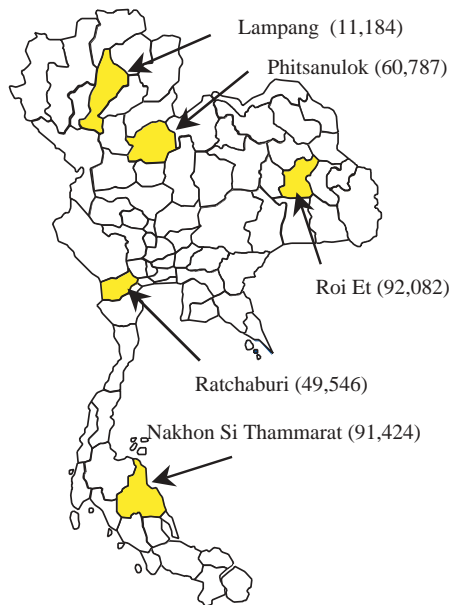 Lampang (11,184)
Phitsanulok (60,787)
Roi Et (92,082)
Ratchaburi (49,546)
Nakhon Si Thammarat (91,424)